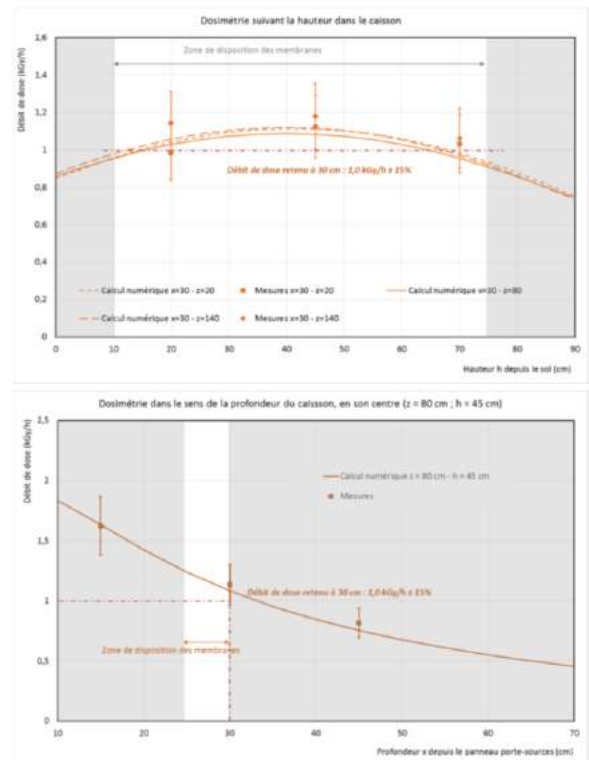 Dosimétrie suivant la hauteur dans le caisson
Débit de dose (kGy/h)
1,6
1,4
1,2
1
0,8
0,6
0,4
0,2
0
Zone de disposition des membranes
Débit de dose retenu à 30 cm : 1,0 kGy/h ± 15%
Calcul numérique x=30 - z=20
Mesures x=30 - z=20
Calcul numérique x=30 - z=80
Calcul numérique x=30 - z=140
Mesures x=30 - z=140
0 10 20 30 40 50 60 70 80 90
Hauteur h depuis le sol (cm)
Dosimétrie dans le sens de la profondeur du caissson, en son centre (z = 80 cm ; h = 45 cm)
Débit de dose (kGy/h)
2,5
2
1,5
1
0,5
0
Calcul numérique z = 80 cm - h = 45 cm
Mesures
Débit de dose retenu à 30 cm : 1,0 kGy/h ± 15%
Zone de disposition des membranes
10 20 30 40 50 60 70
Profondeur x depuis le panneau porte-sources (cm)